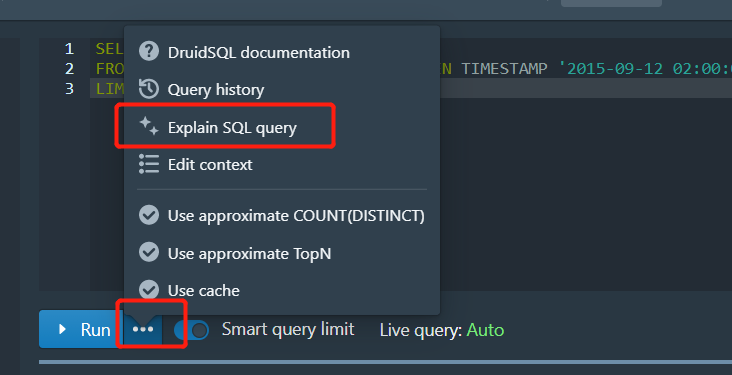 1 SEL
DruidSQL documentation
2 FRO N TIMESTAMP '2015-09-12 02:00:
3 LIM
Query history
Explain SQL query
Edit context
Use approximate COUNT(DISTINCT)
Use approximate TopN
Use cache
Run ... Smart query limit Live query: Auto